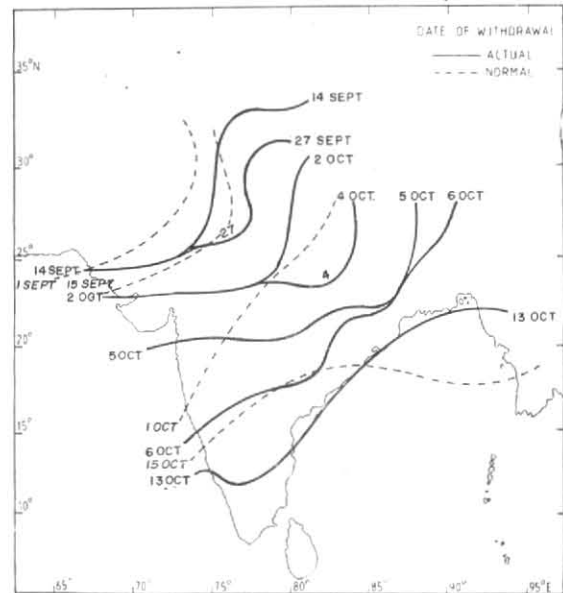 DATE OF WITHDRAWAL
ACTUAL
NORMAL
35°N
14 SEPT
27 SEPT
2 OCT
30°
4 OCT.
5 OCT
6 OCT
27
25°
14 SEPT
1 SEPT
15 SEPT
2 OCT
4
20°
5 OCT
13 OCT
15°
1 OCT
6 OCT
15 OCT
13 OCT
10°
65°
70°
75°
80°
85°
90°
95°E